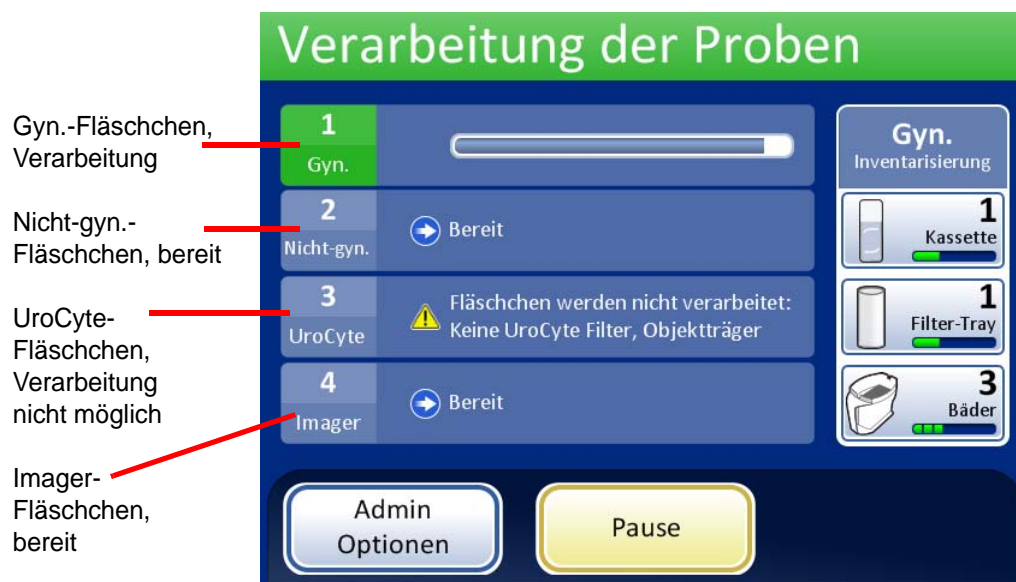 Verarbeitung der Proben
Gyn.-Fläschchen,
Verarbeitung
Nicht-gyn.-
Fläschchen, bereit
UroCyte-
Fläschchen,
Verarbeitung
nicht möglich
Imager-
Fläschchen,
bereit
1
Gyn.
2
Nicht-gyn.
Bereit
3
UroCyte
Fläschchen werden nicht verarbeitet:
Keine UroCyte Filter, Objektträger
4
Imager
Bereit
Gyn.
Inventarisierung
1
Kassette
1
Filter-Tray
3
Bäder
Admin
Optionen
Pause